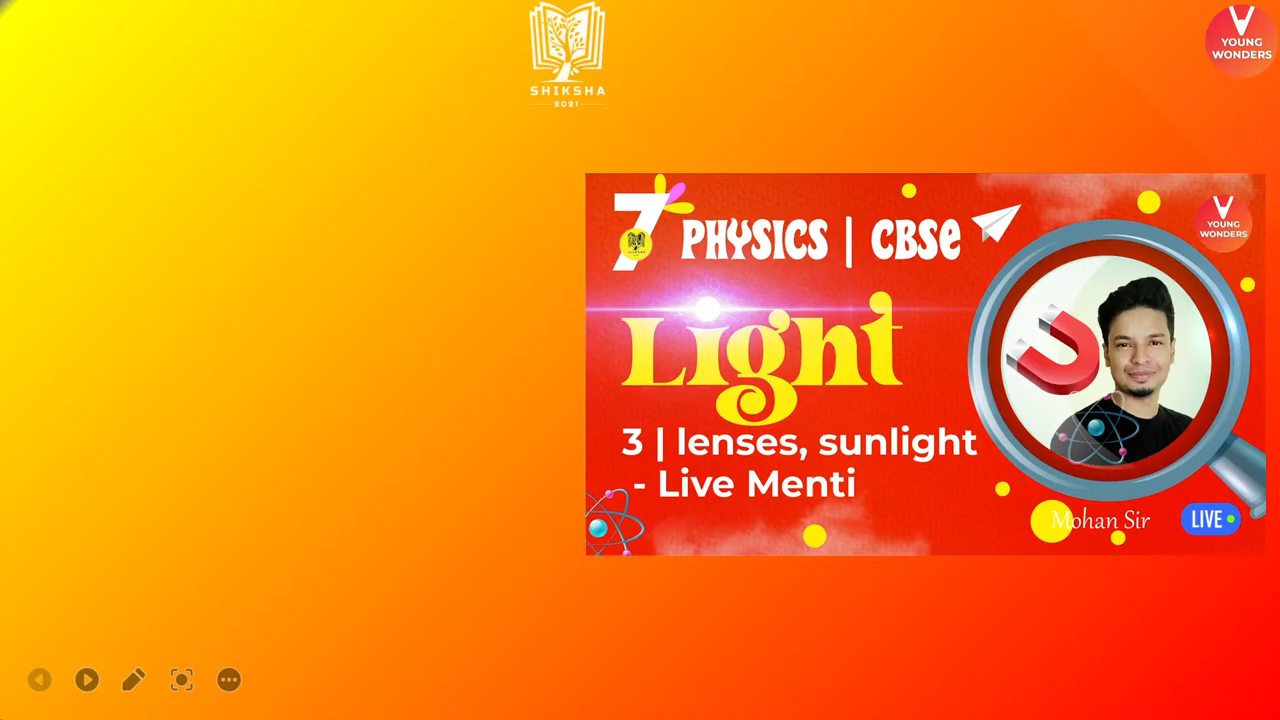 SHIKSHA
2021
YOUNG
WONDERS
7 PHYSICS | CBSE
YOUNG
WONDERS
Light
3 | lenses, sunlight
- Live Menti
Mohan Sir
LIVE